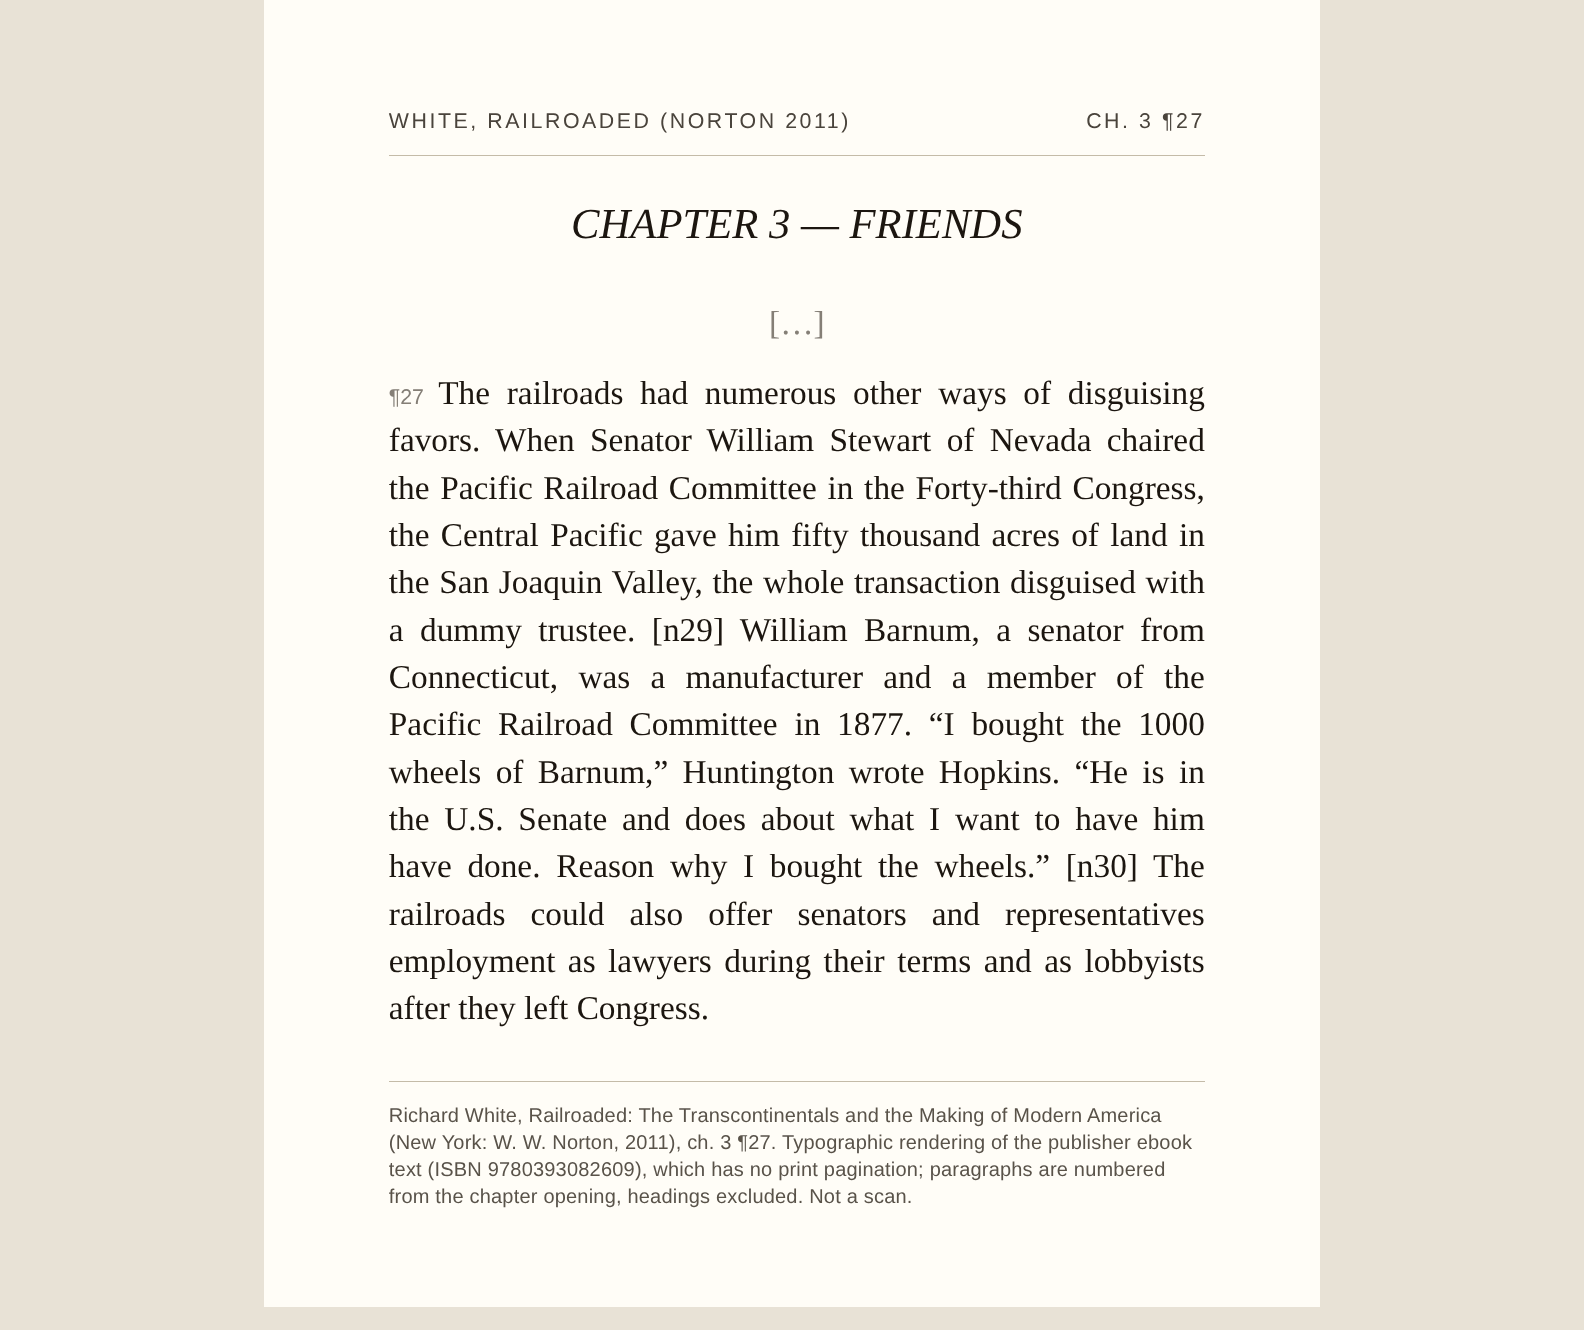 WHITE, RAILROADED (NORTON 2011) CH. 3 ¶27
CHAPTER 3 — FRIENDS
[…]
¶27 The railroads had numerous other ways of disguising
favors. When Senator William Stewart of Nevada chaired
the Pacific Railroad Committee in the Forty-third Congress,
the Central Pacific gave him fifty thousand acres of land in
the San Joaquin Valley, the whole transaction disguised with
a dummy trustee. [n29] William Barnum, a senator from
Connecticut, was a manufacturer and a member of the
Pacific Railroad Committee in 1877. “I bought the 1000
wheels of Barnum,” Huntington wrote Hopkins. “He is in
the U.S. Senate and does about what I want to have him
have done. Reason why I bought the wheels.” [n30] The
railroads could also offer senators and representatives
employment as lawyers during their terms and as lobbyists
after they left Congress.
Richard White, Railroaded: The Transcontinentals and the Making of Modern America
(New York: W. W. Norton, 2011), ch. 3 ¶27. Typographic rendering of the publisher ebook
text (ISBN 9780393082609), which has no print pagination; paragraphs are numbered
from the chapter opening, headings excluded. Not a scan.